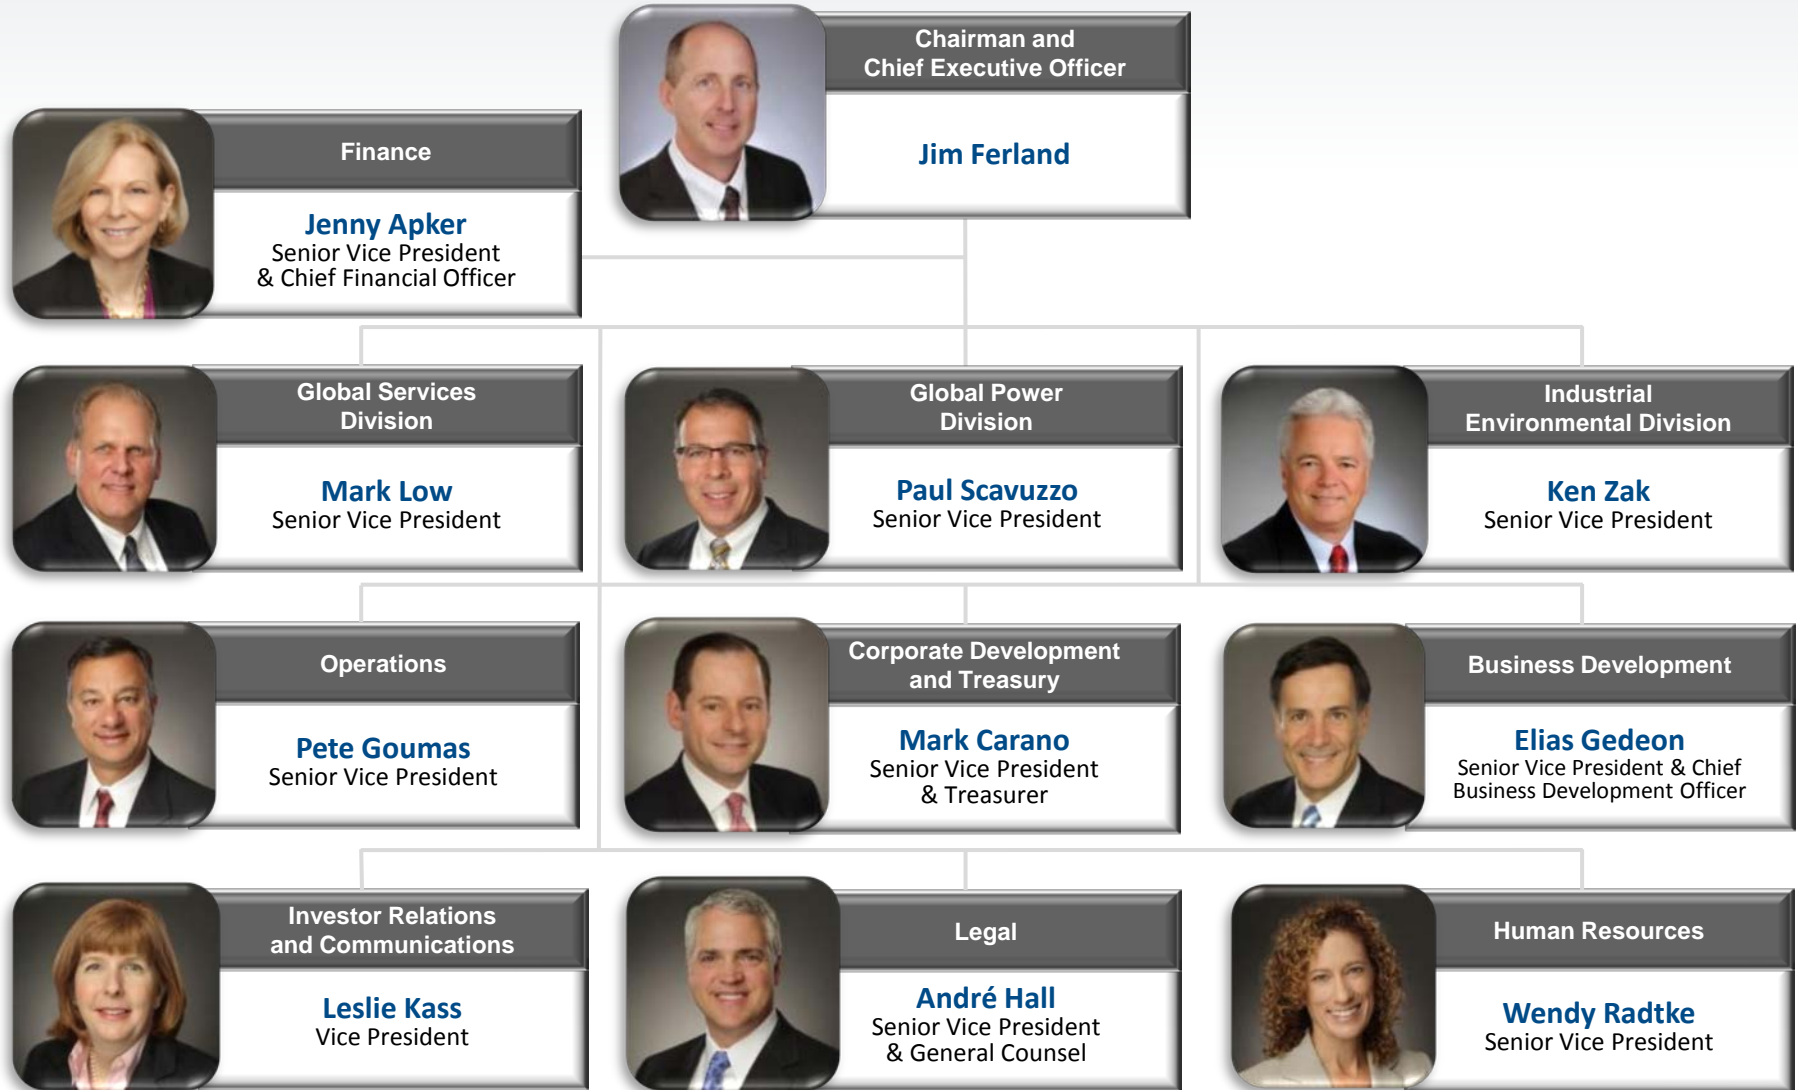 Chairman and
Chief Executive Officer
Jim Ferland
Finance
Jenny Apker
Senior Vice President
& Chief Financial Officer
Global Services
Division
Mark Low
Senior Vice President
Global Power
Division
Paul Scavuzzo
Senior Vice President
Industrial
Environmental Division
Ken Zak
Senior Vice President
Operations
Pete Goumas
Senior Vice President
Corporate Development
and Treasury
Mark Carano
Senior Vice President
& Treasurer
Business Development
Elias Gedeon
Senior Vice President & Chief
Business Development Officer
Investor Relations
and Communications
Leslie Kass
Vice President
Legal
André Hall
Senior Vice President
& General Counsel
Human Resources
Wendy Radtke
Senior Vice President